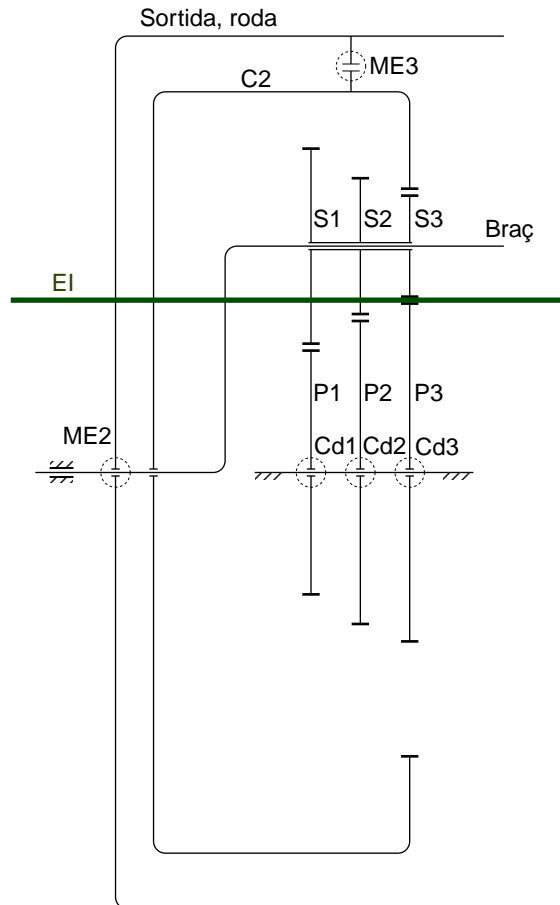 Sortida, roda
ME3
C2
S1 S2 S3
Braç
EI
P1 P2 P3
ME2
Cd1 Cd2 Cd3